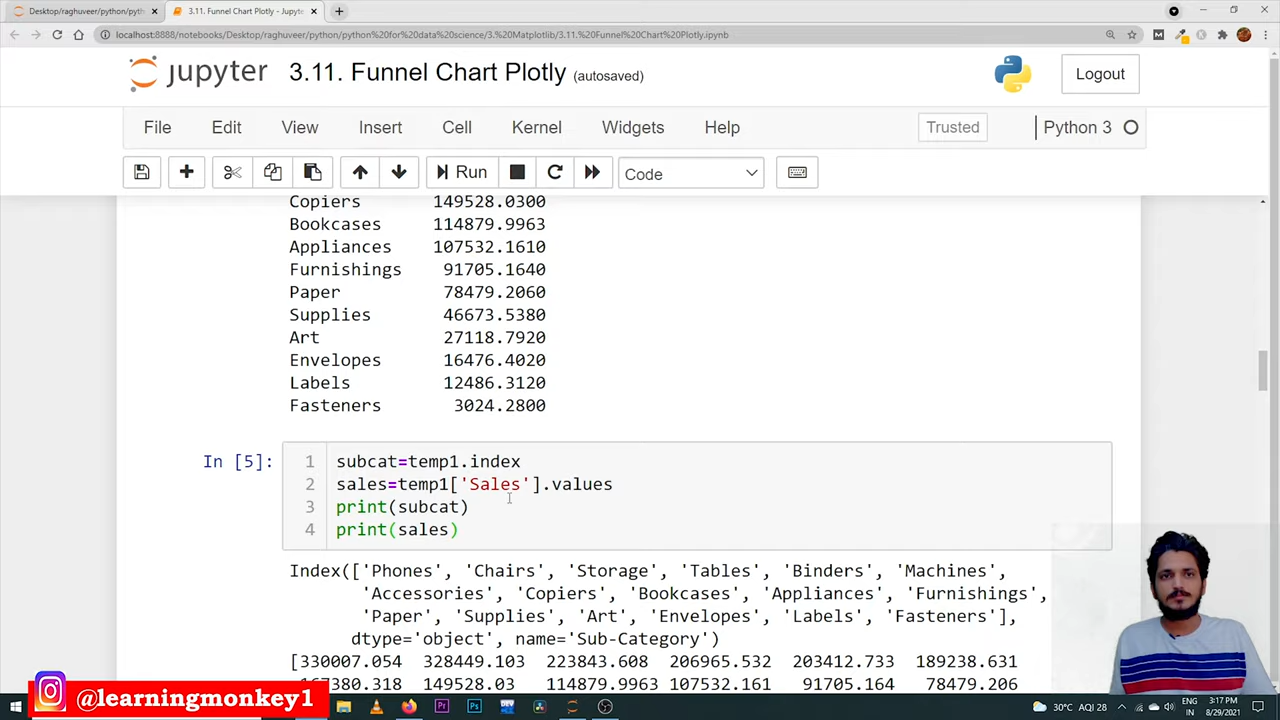 Desktop/raghuveer/python/pyth
3.11. Funnel Chart Plotly - Jupyte
localhost:8888/notebooks/Desktop/raghuveer/python/python%20for%20data%20science/3.%20Matplotlib/3.11.%20Funnel%20Chart%20Plotly.ipynb
jupyter 3.11. Funnel Chart Plotly (autosaved) Logout
File Edit View Insert Cell Kernel Widgets Help Trusted Python 3
Run Code
Copiers 149528.0300
Bookcases 114879.9963
Appliances 107532.1610
Furnishings 91705.1640
Paper 78479.2060
Supplies 46673.5380
Art 27118.7920
Envelopes 16476.4020
Labels 12486.3120
Fasteners 3024.2800
In [5]: 1 subcat=temp1.index
2 sales=temp1['Sales'].values
3 print(subcat)
4 print(sales)
Index(['Phones', 'Chairs', 'Storage', 'Tables', 'Binders', 'Machines',
'Accessories', 'Copiers', 'Bookcases', 'Appliances', 'Furnishings',
'Paper', 'Supplies', 'Art', 'Envelopes', 'Labels', 'Fasteners'],
dtype='object', name='Sub-Category')
[330007.054 328449.103 223843.608 206965.532 203412.733 189238.631
167380.318 149528.03 114879.9963 107532.161 91705.164 78479.206
@learningmonkey1
30°C AQI 28 ENG IN 3:17 PM 8/29/2021